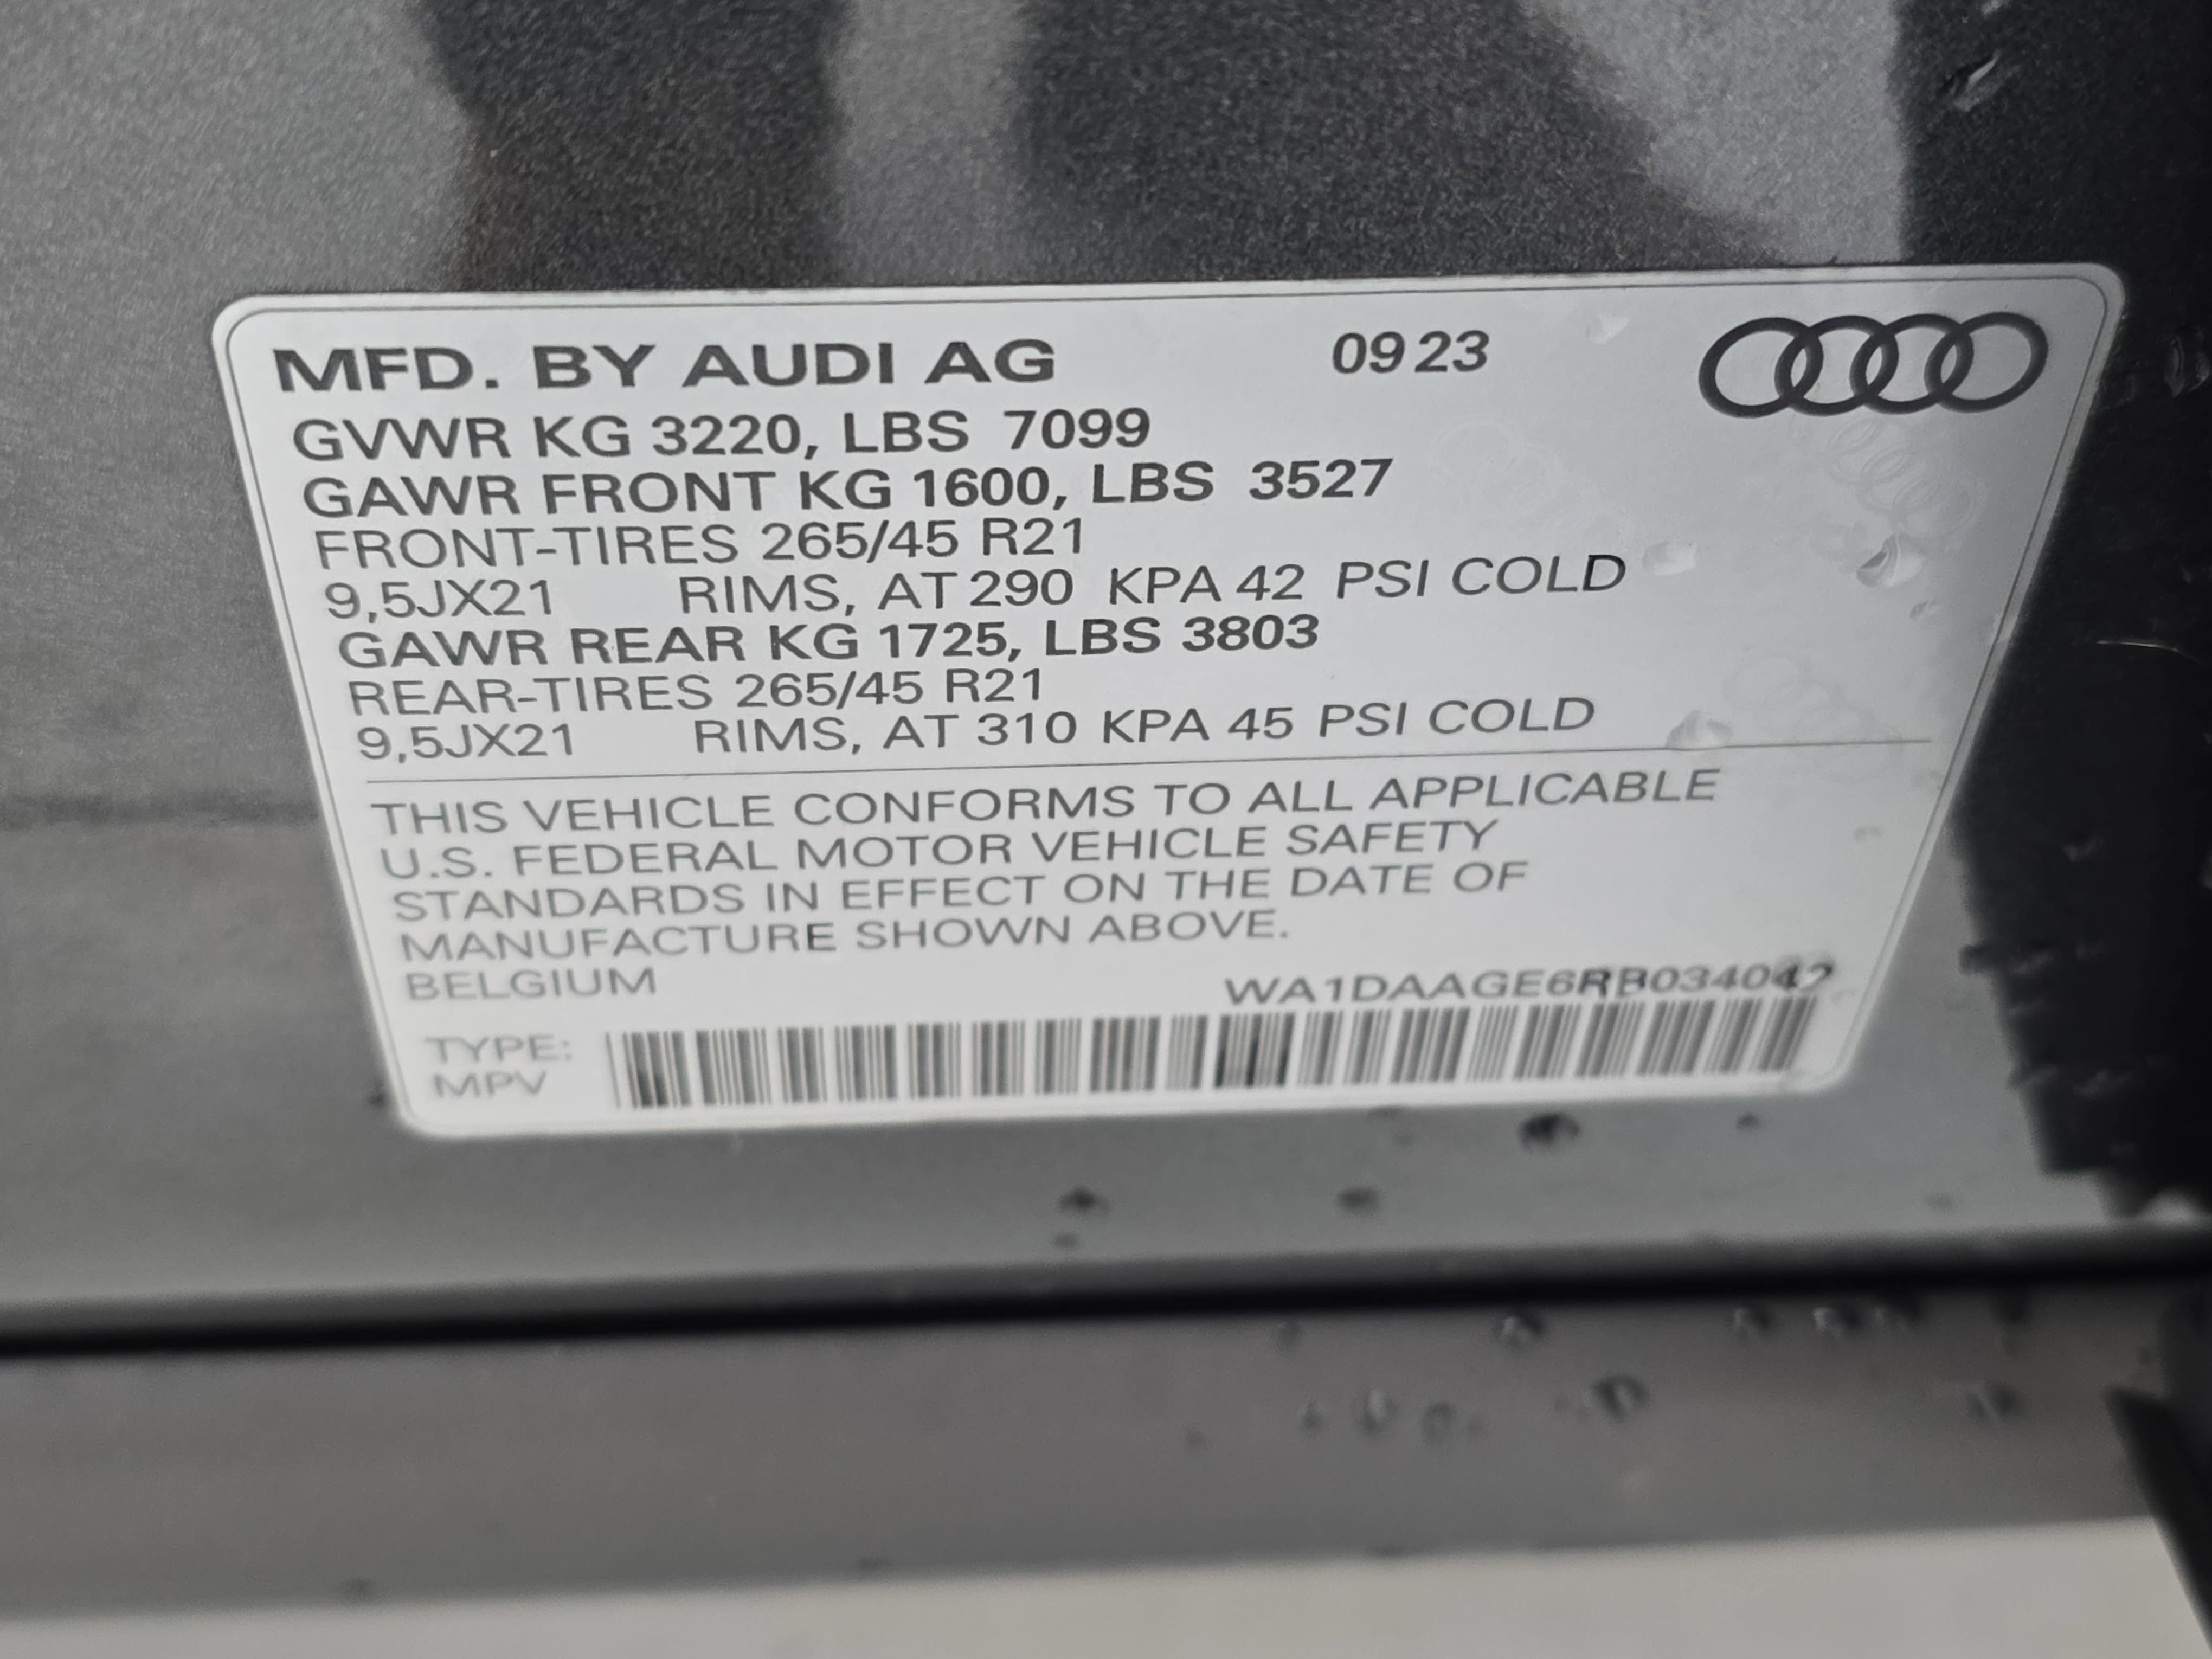 MFD. BY AUDI AG 09 23
GVWR KG 3220, LBS 7099
GAWR FRONT KG 1600, LBS 3527
FRONT-TIRES 265/45 R21
9,5JX21 RIMS, AT 290 KPA 42 PSI COLD
GAWR REAR KG 1725, LBS 3803
REAR-TIRES 265/45 R21
9,5JX21 RIMS, AT 310 KPA 45 PSI COLD
THIS VEHICLE CONFORMS TO ALL APPLICABLE
U.S. FEDERAL MOTOR VEHICLE SAFETY
STANDARDS IN EFFECT ON THE DATE OF
MANUFACTURE SHOWN ABOVE.
BELGIUM WA1DAAGE6RB034042
TYPE:
MPV